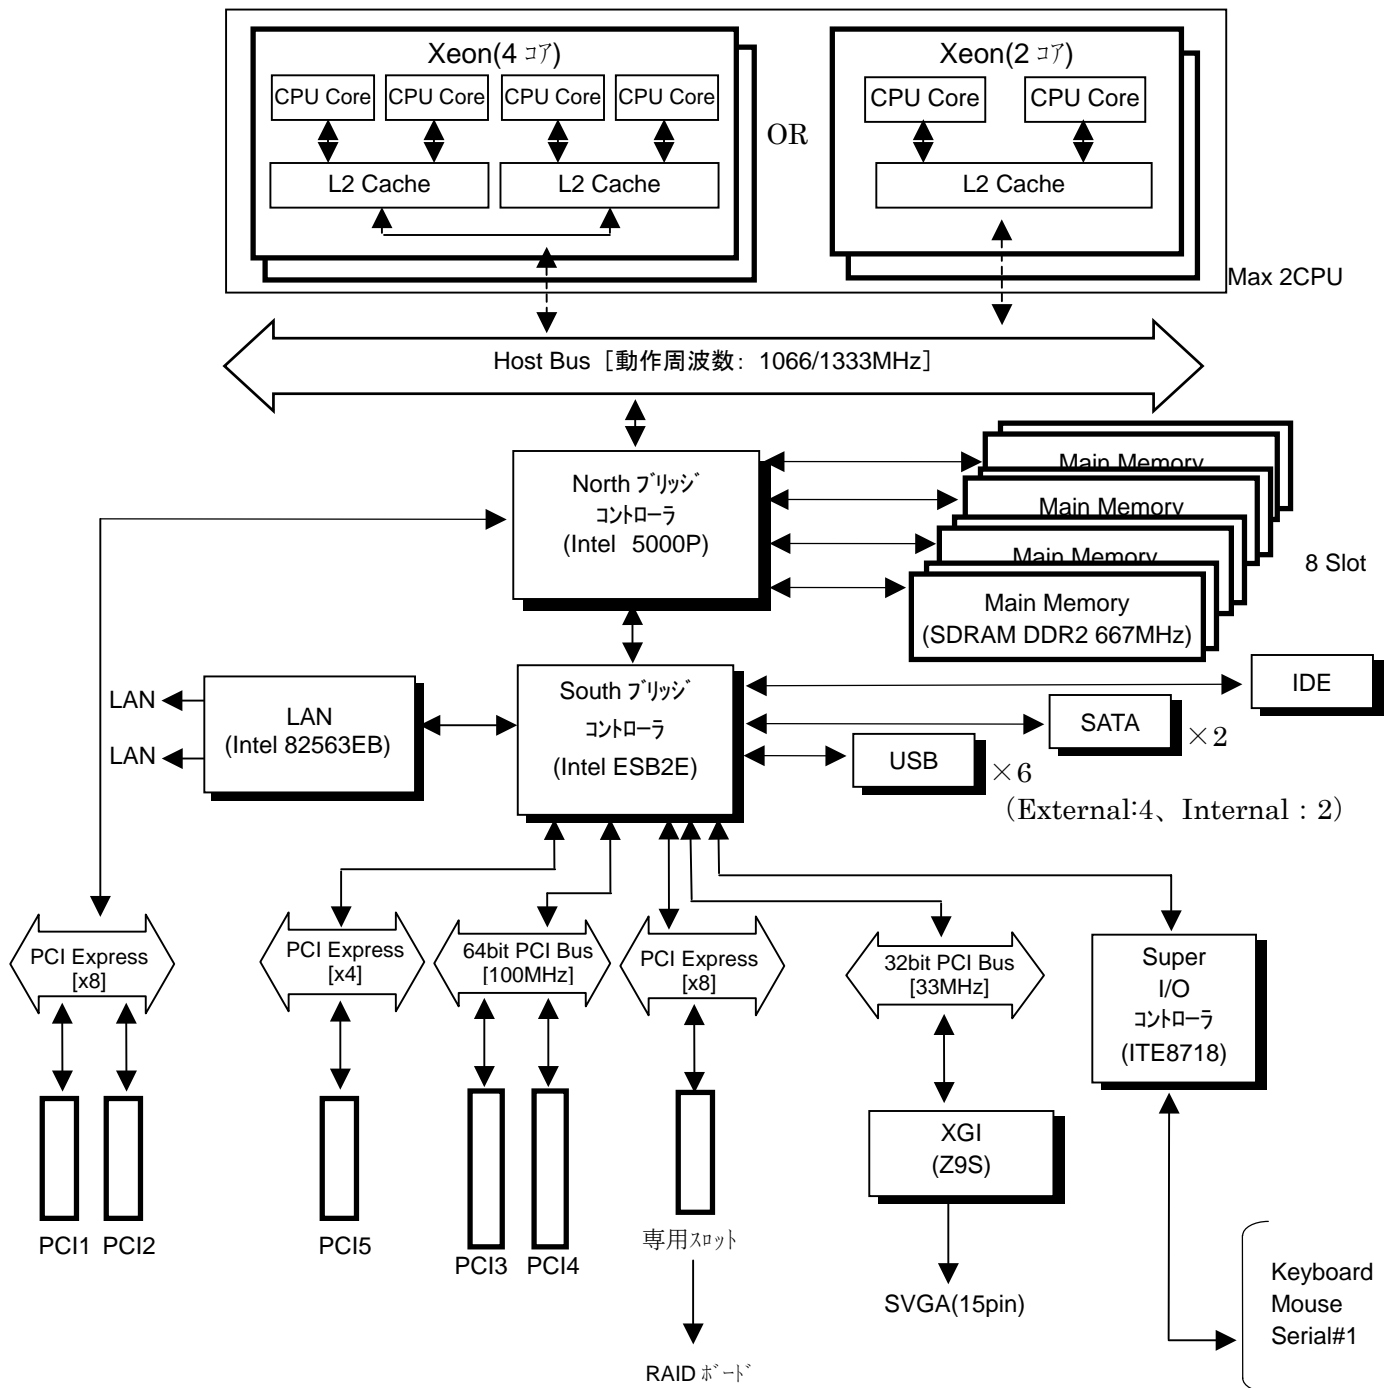 Xeon(4 ｺｱ)
CPU Core
CPU Core
CPU Core
CPU Core
L2 Cache
L2 Cache
OR
Xeon(2 ｺｱ)
CPU Core
CPU Core
L2 Cache
Max 2CPU
Host Bus［動作周波数：1066/1333MHz］
North ﾌﾞﾘｯｼﾞ
ｺﾝﾄﾛｰﾗ
(Intel 5000P)
Main Memory
Main Memory
Main Memory
Main Memory
(SDRAM DDR2 667MHz)
8 Slot
LAN
LAN
LAN
(Intel 82563EB)
South ﾌﾞﾘｯｼﾞ
ｺﾝﾄﾛｰﾗ
(Intel ESB2E)
IDE
SATA
×2
USB
×6
（External:4、Internal：2）
PCI Express
[x8]
PCI Express
[x4]
64bit PCI Bus
[100MHz]
PCI Express
[x8]
32bit PCI Bus
[33MHz]
Super
I/O
ｺﾝﾄﾛｰﾗ
(ITE8718)
XGI
(Z9S)
PCI1
PCI2
PCI5
PCI3
PCI4
専用ｽﾛｯﾄ
RAID ﾎﾞｰﾄﾞ
SVGA(15pin)
Keyboard
Mouse
Serial#1